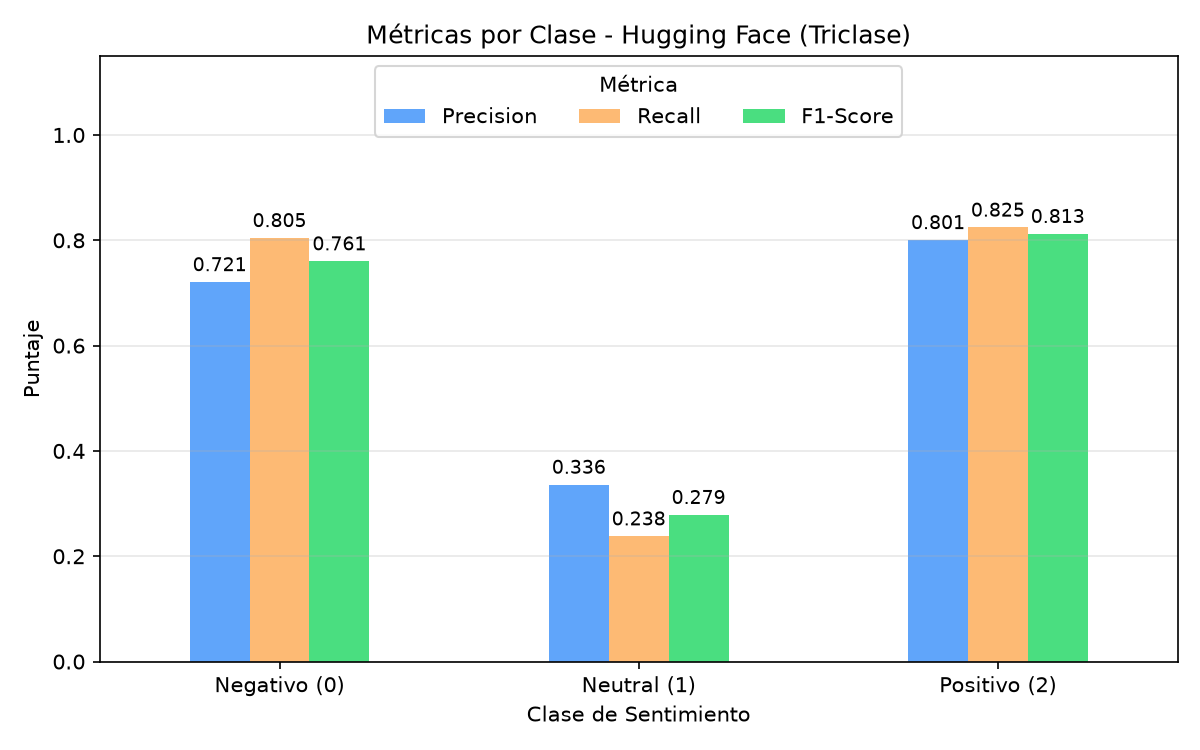 Métricas por Clase - Hugging Face (Triclase)
Métrica
Precision Recall F1-Score
1.0
0.8
0.6
0.4
0.2
0.0
Puntaje
0.721 0.805 0.761
0.336 0.238 0.279
0.801 0.825 0.813
Negativo (0) Neutral (1) Positivo (2)
Clase de Sentimiento